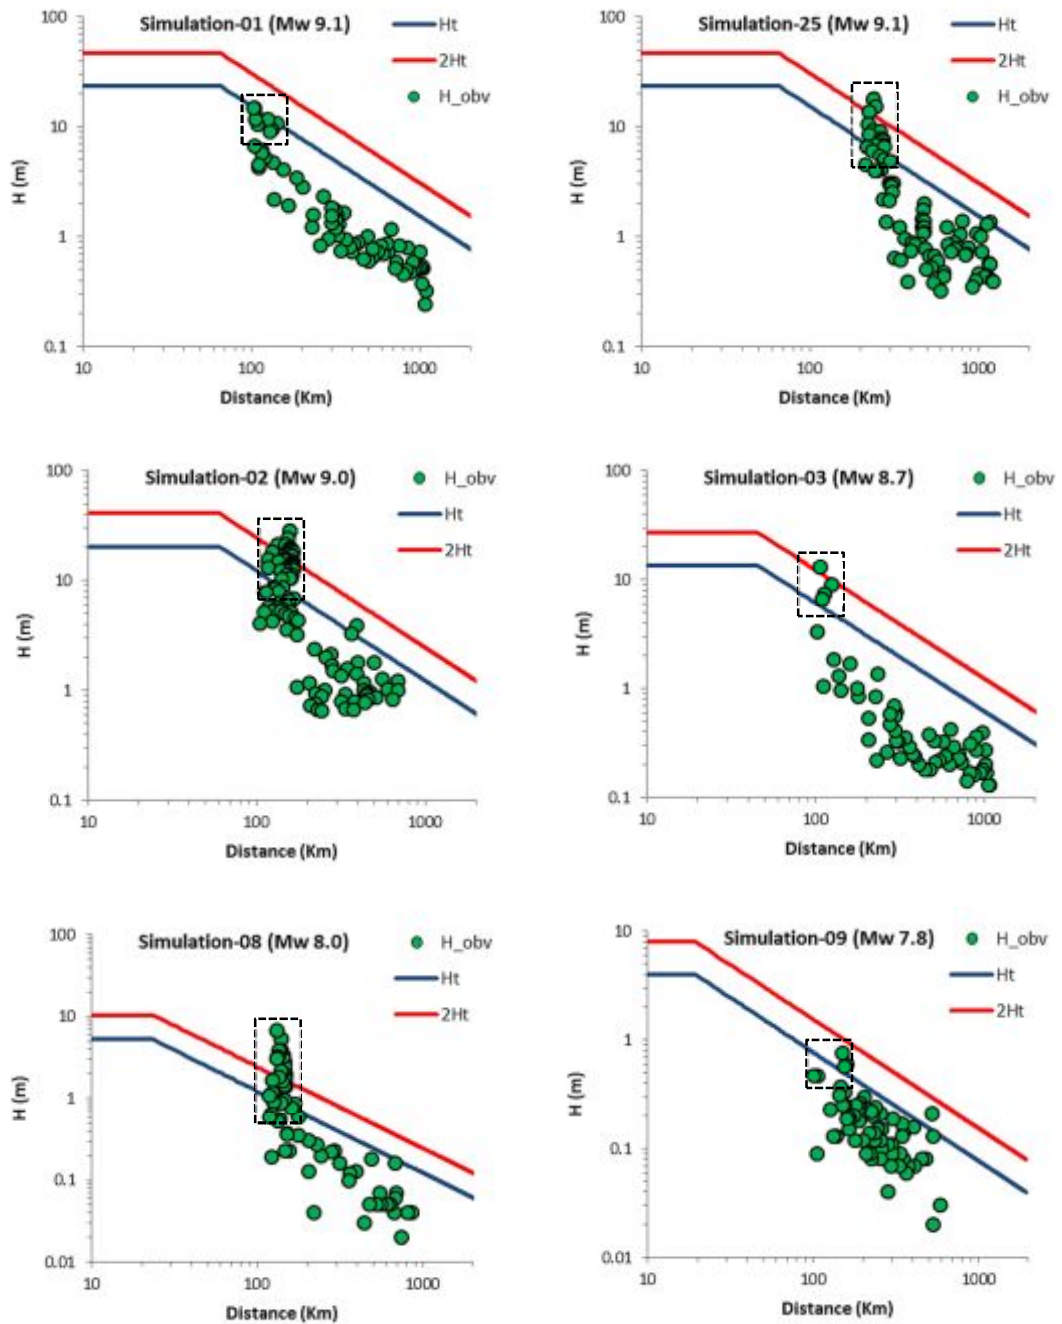 Simulation-01 (Mw 9.1)
Ht
2Ht
H_obv
100
10
1
0.1
H (m)
10
100
1000
Distance (Km)
Simulation-25 (Mw 9.1)
Ht
2Ht
H_obv
100
10
1
0.1
H (m)
10
100
1000
Distance (Km)
Simulation-02 (Mw 9.0)
H_obv
Ht
2Ht
100
10
1
0.1
H (m)
10
100
1000
Distance (Km)
Simulation-03 (Mw 8.7)
H_obv
Ht
2Ht
100
10
1
0.1
H (m)
10
100
1000
Distance (Km)
Simulation-08 (Mw 8.0)
H_obv
Ht
2Ht
100
10
1
0.1
0.01
H (m)
10
100
1000
Distance (Km)
Simulation-09 (Mw 7.8)
H_obv
Ht
2Ht
10
1
0.1
0.01
H (m)
10
100
1000
Distance (Km)